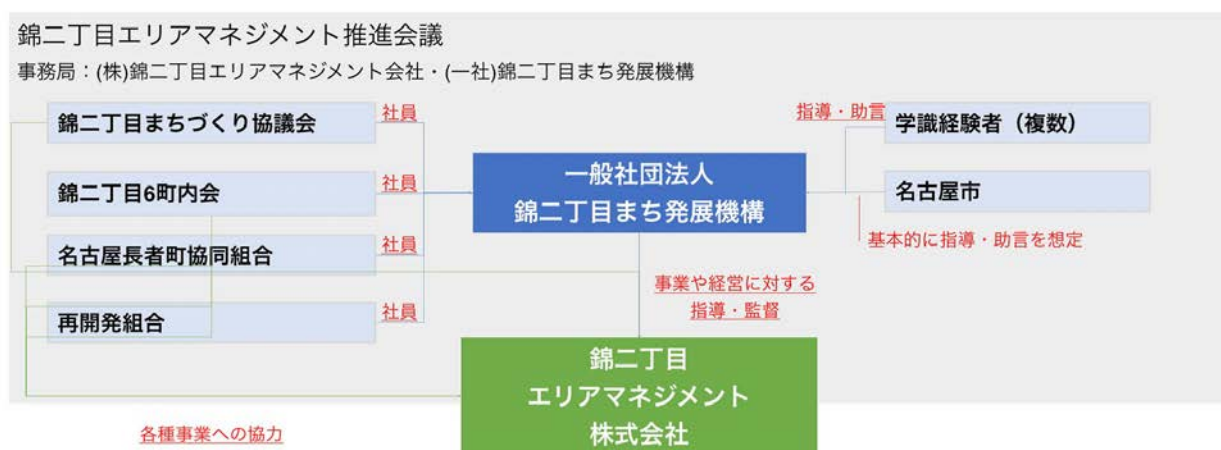 錦二丁目エリアマネジメント推進会議
事務局：(株)錦二丁目エリアマネジメント会社・(一社)錦二丁目まち発展機構
錦二丁目まちづくり協議会
社員
指導・助言
学識経験者（複数）
錦二丁目6町内会
社員
一般社団法人
錦二丁目まち発展機構
名古屋市
基本的に指導・助言を想定
名古屋長者町協同組合
社員
事業や経営に対する
指導・監督
再開発組合
社員
錦二丁目
エリアマネジメント
株式会社
各種事業への協力